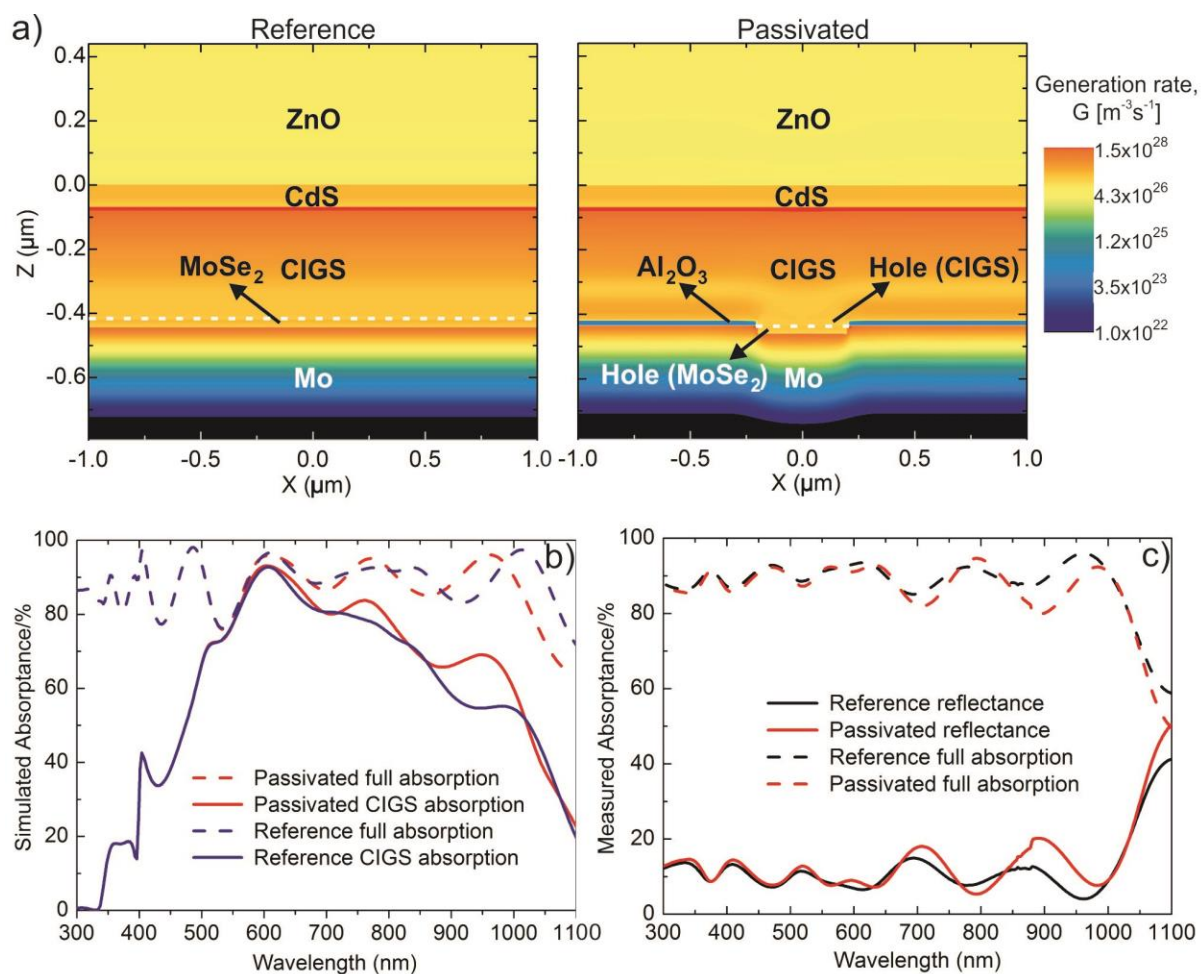 a)
Reference
Passivated
Generation rate,
G [m⁻³s⁻¹]
1.5x10²⁸
4.3x10²⁶
1.2x10²⁵
3.5x10²³
1.0x10²²
Z (µm)
0.4
0.2
0.0
-0.2
-0.4
-0.6
ZnO
CdS
MoSe₂
CIGS
Mo
-1.0 -0.5 0.0 0.5 1.0
X (µm)
ZnO
CdS
Al₂O₃
CIGS
Hole (CIGS)
Hole (MoSe₂)
Mo
-1.0 -0.5 0.0 0.5 1.0
X (µm)
b)
Simulated Absorptance/%
100
80
60
40
20
0
Passivated full absorption
Passivated CIGS absorption
Reference full absorption
Reference CIGS absorption
300 400 500 600 700 800 900 1000 1100
Wavelength (nm)
c)
Measured Absorptance/%
100
80
60
40
20
0
Reference reflectance
Passivated reflectance
Reference full absorption
Passivated full absorption
300 400 500 600 700 800 900 1000 1100
Wavelength (nm)